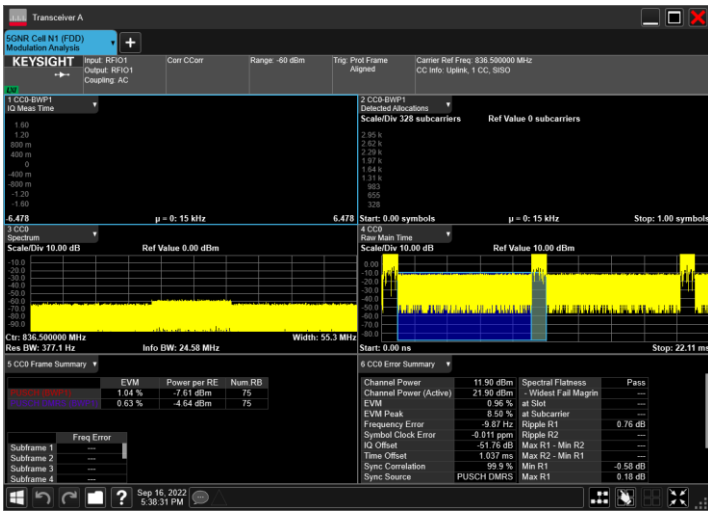 Transceiver A
5GNR Cell N1 (FDD)
Modulation Analysis
KEYSIGHT
Input: RFIO1
Output: RFIO1
Coupling: AC
Corr CCorr
Range: -60 dBm
Trig: Prot Frame
Aligned
Carrier Ref Freq: 836.500000 MHz
CC Info: Uplink, 1 CC, SISO
1 CC0-BWP1
IQ Meas Time
1.60
1.20
800 m
400 m
0
-400 m
-800 m
-1.20
-1.60
-6.478 μ = 0: 15 kHz 6.478
2 CC0-BWP1
Detected Allocations
Scale/Div 328 subcarriers Ref Value 0 subcarriers
2.95 k
2.62 k
2.29 k
1.97 k
1.64 k
1.31 k
983
655
328
Start: 0.00 symbols μ = 0: 15 kHz Stop: 1.00 symbols
3 CC0
Spectrum
Scale/Div 10.00 dB Ref Value 0.00 dBm
-10.0
-20.0
-30.0
-40.0
-50.0
-60.0
-70.0
-80.0
-90.0
Ctr: 836.500000 MHz Width: 55.3 MHz
Res BW: 377.1 Hz Info BW: 24.58 MHz
4 CC0
Raw Main Time
Scale/Div 10.00 dB Ref Value 10.00 dBm
0.00
-10.0
-20.0
-30.0
-40.0
-50.0
-60.0
-70.0
-80.0
Start: 0.00 ns Stop: 22.11 ms
5 CC0 Frame Summary
EVM Power per RE Num.RB
1.04 % -7.61 dBm 75
0.63 % -4.64 dBm 75
Freq Error
Subframe 1 ---
Subframe 2 ---
Subframe 3 ---
Subframe 4 ---
6 CC0 Error Summary
Channel Power 11.90 dBm Spectral Flatness Pass
Channel Power (Active) 21.90 dBm - Widest Fail Magrin ---
EVM 0.96 % at Slot ---
EVM Peak 8.50 % at Subcarrier ---
Frequency Error -9.87 Hz Ripple R1 0.76 dB
Symbol Clock Error -0.011 ppm Ripple R2 ---
IQ Offset -51.76 dB Max R1 - Min R2 ---
Time Offset 1.037 ms Max R2 - Min R1 ---
Sync Correlation 99.9 % Min R1 -0.58 dB
Sync Source PUSCH DMRS Max R1 0.18 dB
Sep 16, 2022
5:38:31 PM